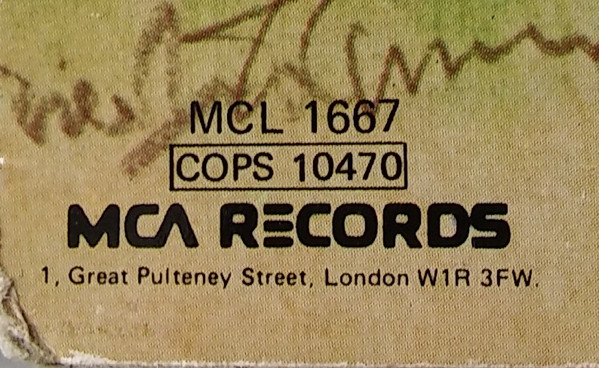 MCL 1667
COPS 10470
MCA RECORDS
1, Great Pulteney Street, London W1R 3FW.